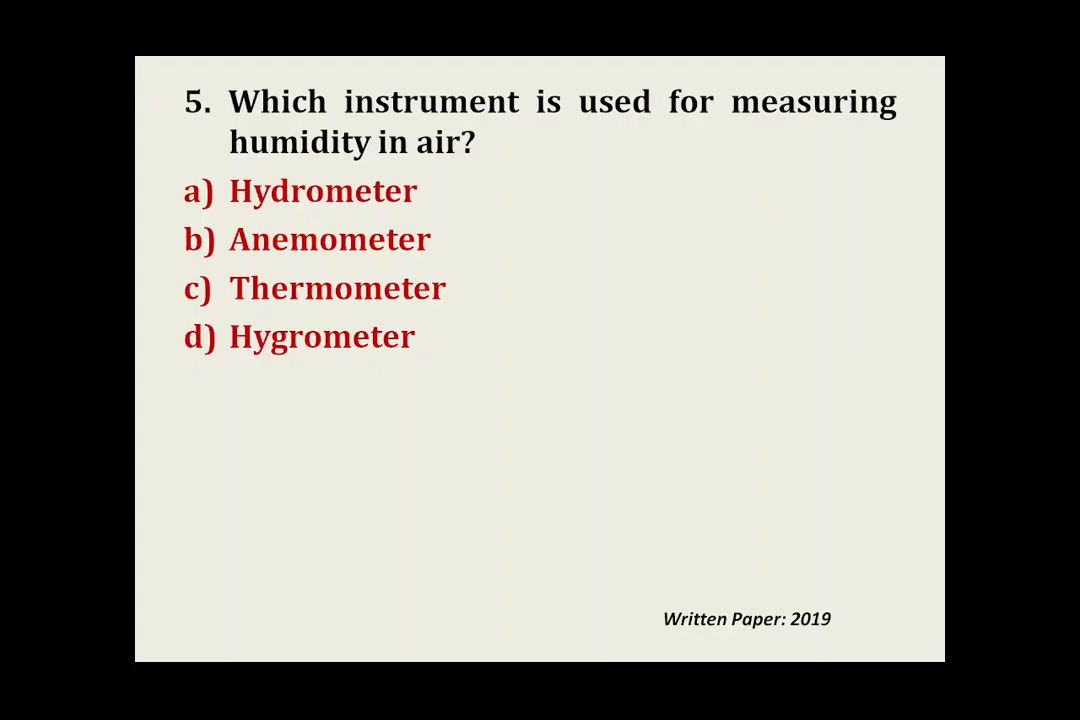 5. Which instrument is used for measuring
humidity in air?
a) Hydrometer
b) Anemometer
c) Thermometer
d) Hygrometer
Written Paper: 2019